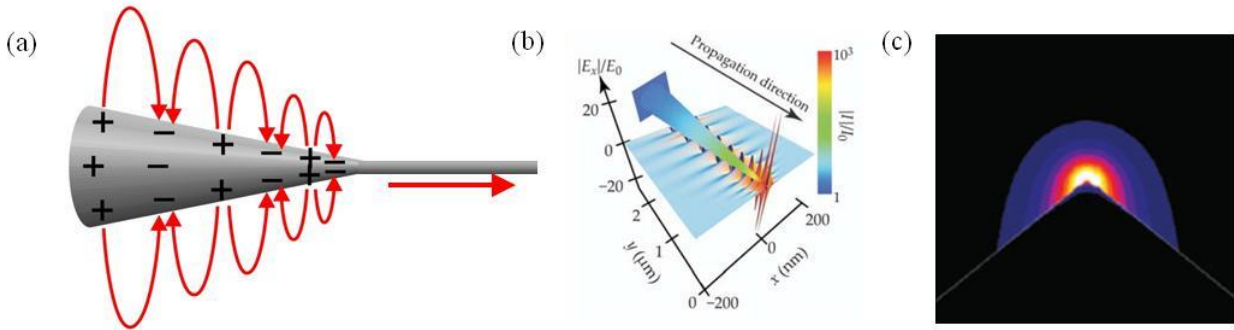 (a)
+ − + − + −
+ −
+ − + − + −
(b)
Propagation direction
|Eₓ|/E₀
20
0
−20
2
1
y (μm)
0
−200
0
200
x (nm)
10³
|I|/I₀
1
(c)